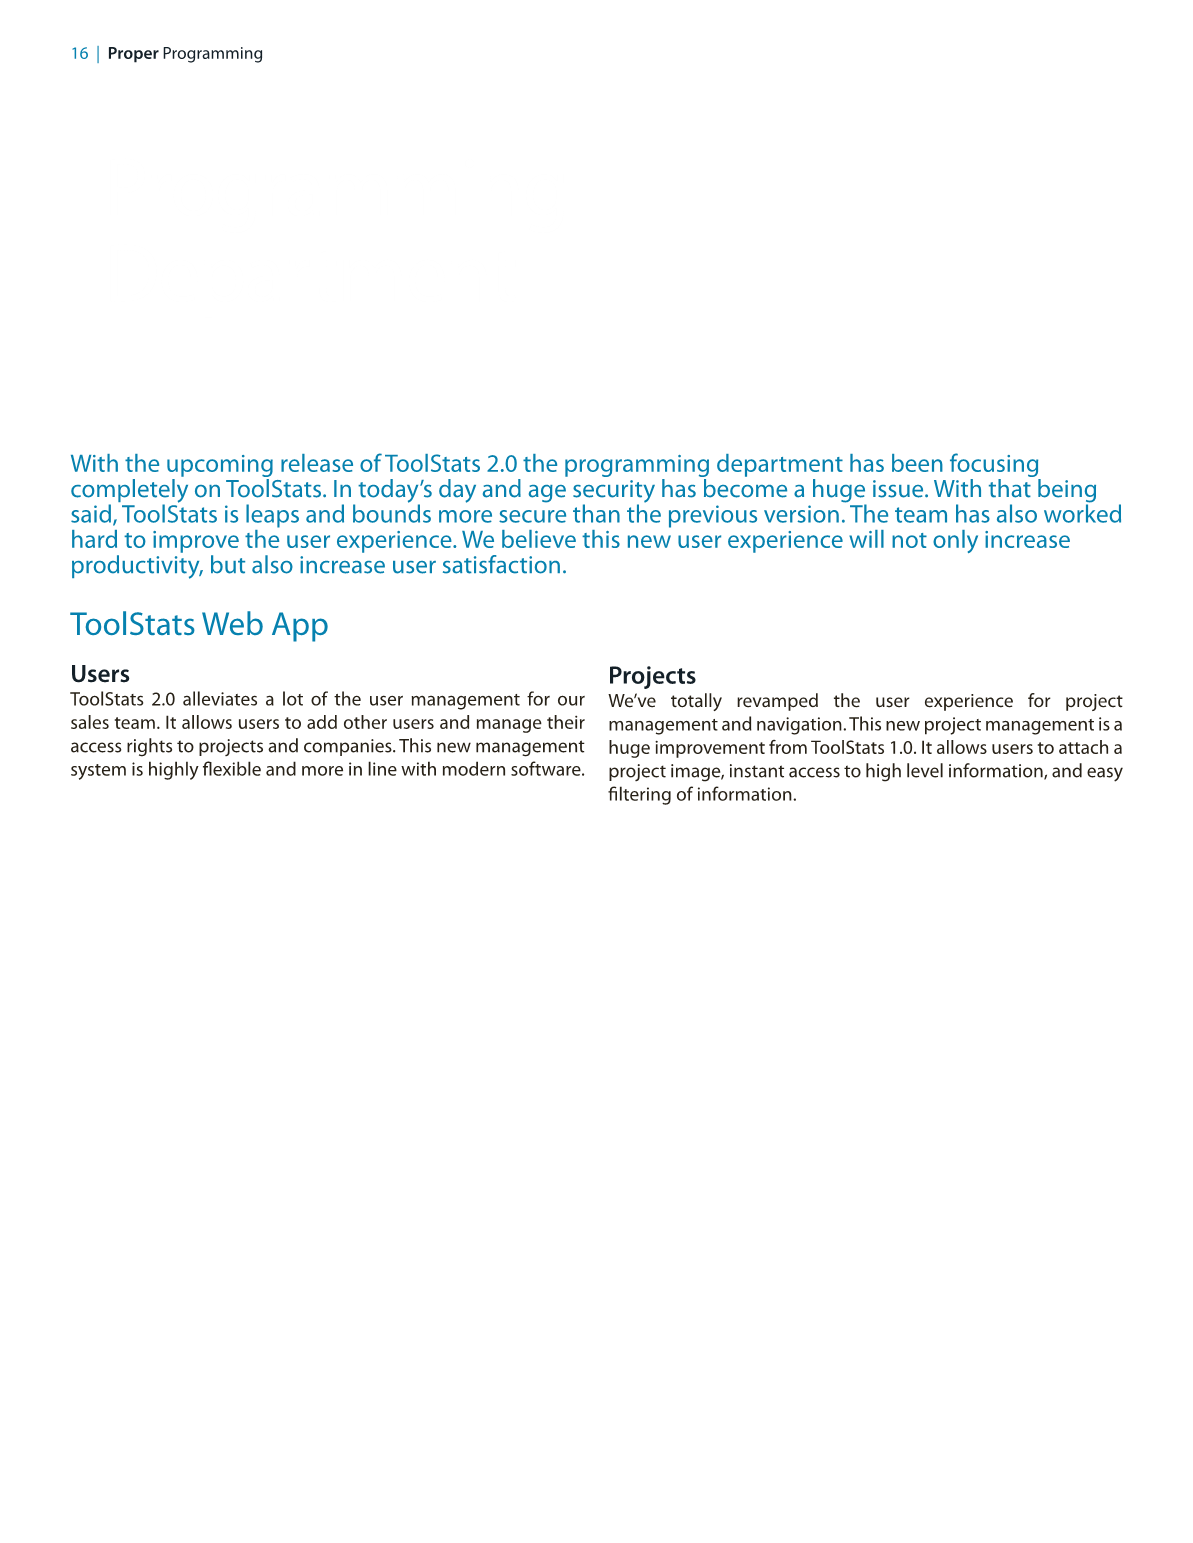 16 | Proper Programming
With the upcoming release of ToolStats 2.0 the programming department has been focusing
completely on ToolStats. In today’s day and age security has become a huge issue. With that being
said, ToolStats is leaps and bounds more secure than the previous version. The team has also worked
hard to improve the user experience. We believe this new user experience will not only increase
productivity, but also increase user satisfaction.
ToolStats Web App
Users
ToolStats 2.0 alleviates a lot of the user management for our
sales team. It allows users to add other users and manage their
access rights to projects and companies. This new management
system is highly flexible and more in line with modern software.
Projects
We’ve totally revamped the user experience for project
management and navigation. This new project management is a
huge improvement from ToolStats 1.0. It allows users to attach a
project image, instant access to high level information, and easy
filtering of information.